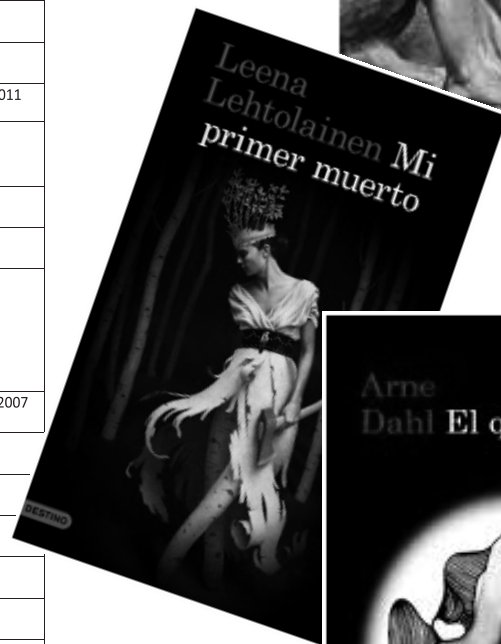 011
2007
Leena
Lehtolainen Mi
primer muerto
DESTINO
Arne
Dahl El q